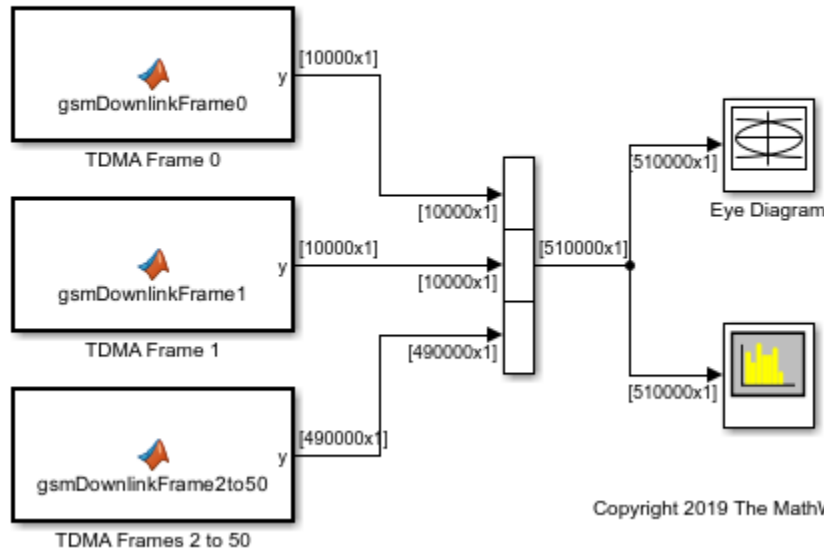 [10000x1]
y
gsmDownlinkFrame0
TDMA Frame 0
[10000x1]
[510000x1]
Eye Diagram
[10000x1]
y
gsmDownlinkFrame1
TDMA Frame 1
[10000x1]
[510000x1]
[490000x1]
[510000x1]
[490000x1]
y
gsmDownlinkFrame2to50
TDMA Frames 2 to 50
Copyright 2019 The MathW